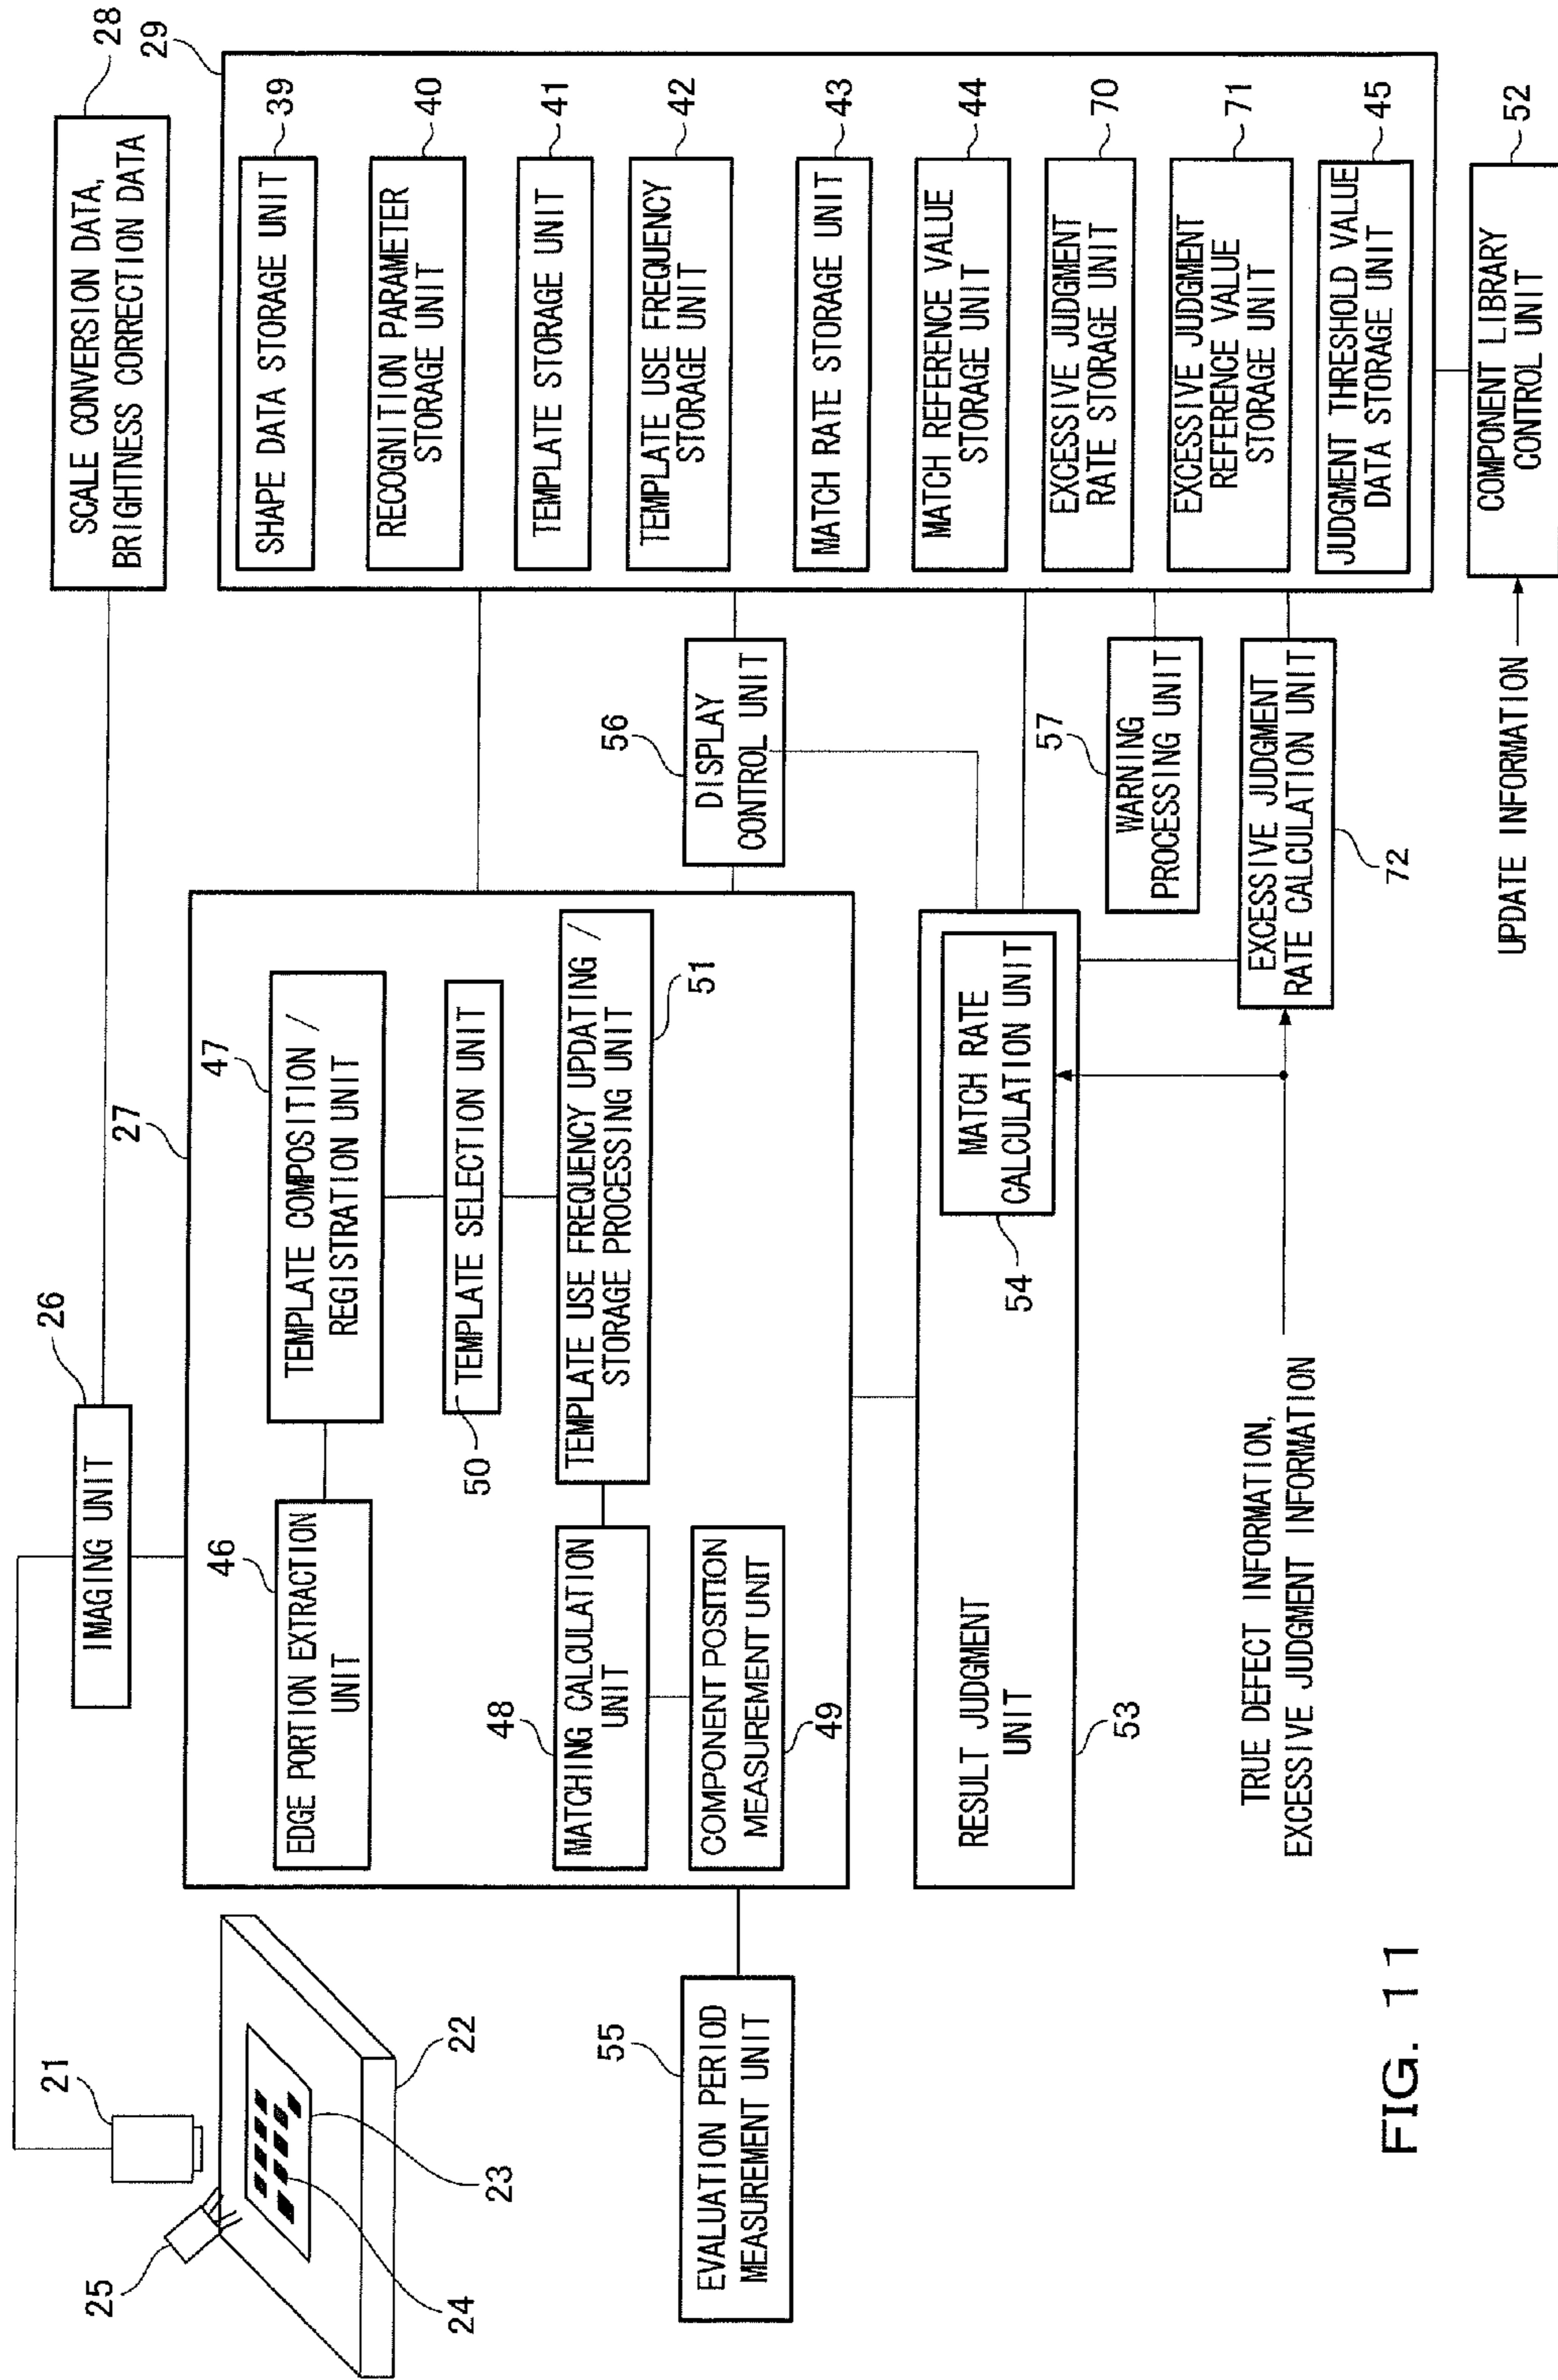 28
SCALE CONVERSION DATA,
BRIGHTNESS CORRECTION DATA
29
SHAPE DATA STORAGE UNIT
39
RECOGNITION PARAMETER
STORAGE UNIT
40
TEMPLATE STORAGE UNIT
41
TEMPLATE USE FREQUENCY
STORAGE UNIT
42
MATCH RATE STORAGE UNIT
43
MATCH REFERENCE VALUE
STORAGE UNIT
44
EXCESSIVE JUDGMENT
RATE STORAGE UNIT
70
EXCESSIVE JUDGMENT
REFERENCE VALUE
STORAGE UNIT
71
JUDGMENT THRESHOLD VALUE
DATA STORAGE UNIT
45
COMPONENT LIBRARY
CONTROL UNIT
52
UPDATE INFORMATION
56
DISPLAY
CONTROL UNIT
57
WARNING
PROCESSING UNIT
EXCESSIVE JUDGMENT
RATE CALCULATION UNIT
72
26
IMAGING UNIT
27
46
EDGE PORTION EXTRACTION
UNIT
47
TEMPLATE COMPOSITION /
REGISTRATION UNIT
50
TEMPLATE SELECTION UNIT
TEMPLATE USE FREQUENCY UPDATING /
STORAGE PROCESSING UNIT
51
48
MATCHING CALCULATION
UNIT
COMPONENT POSITION
MEASUREMENT UNIT
49
RESULT JUDGMENT
UNIT
53
MATCH RATE
CALCULATION UNIT
54
TRUE DEFECT INFORMATION,
EXCESSIVE JUDGMENT INFORMATION
21
25
22
23
24
55
EVALUATION PERIOD
MEASUREMENT UNIT
FIG. 11